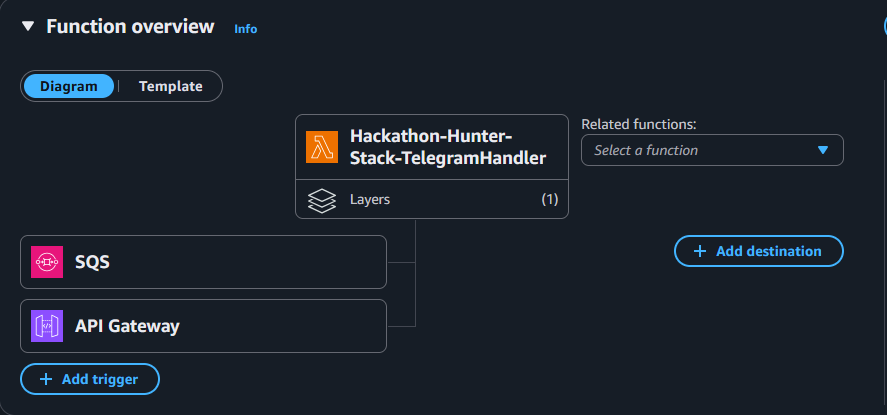 Function overview Info
Diagram Template
Hackathon-Hunter-
Stack-TelegramHandler
Layers (1)
Related functions:
Select a function
SQS
API Gateway
+ Add destination
+ Add trigger